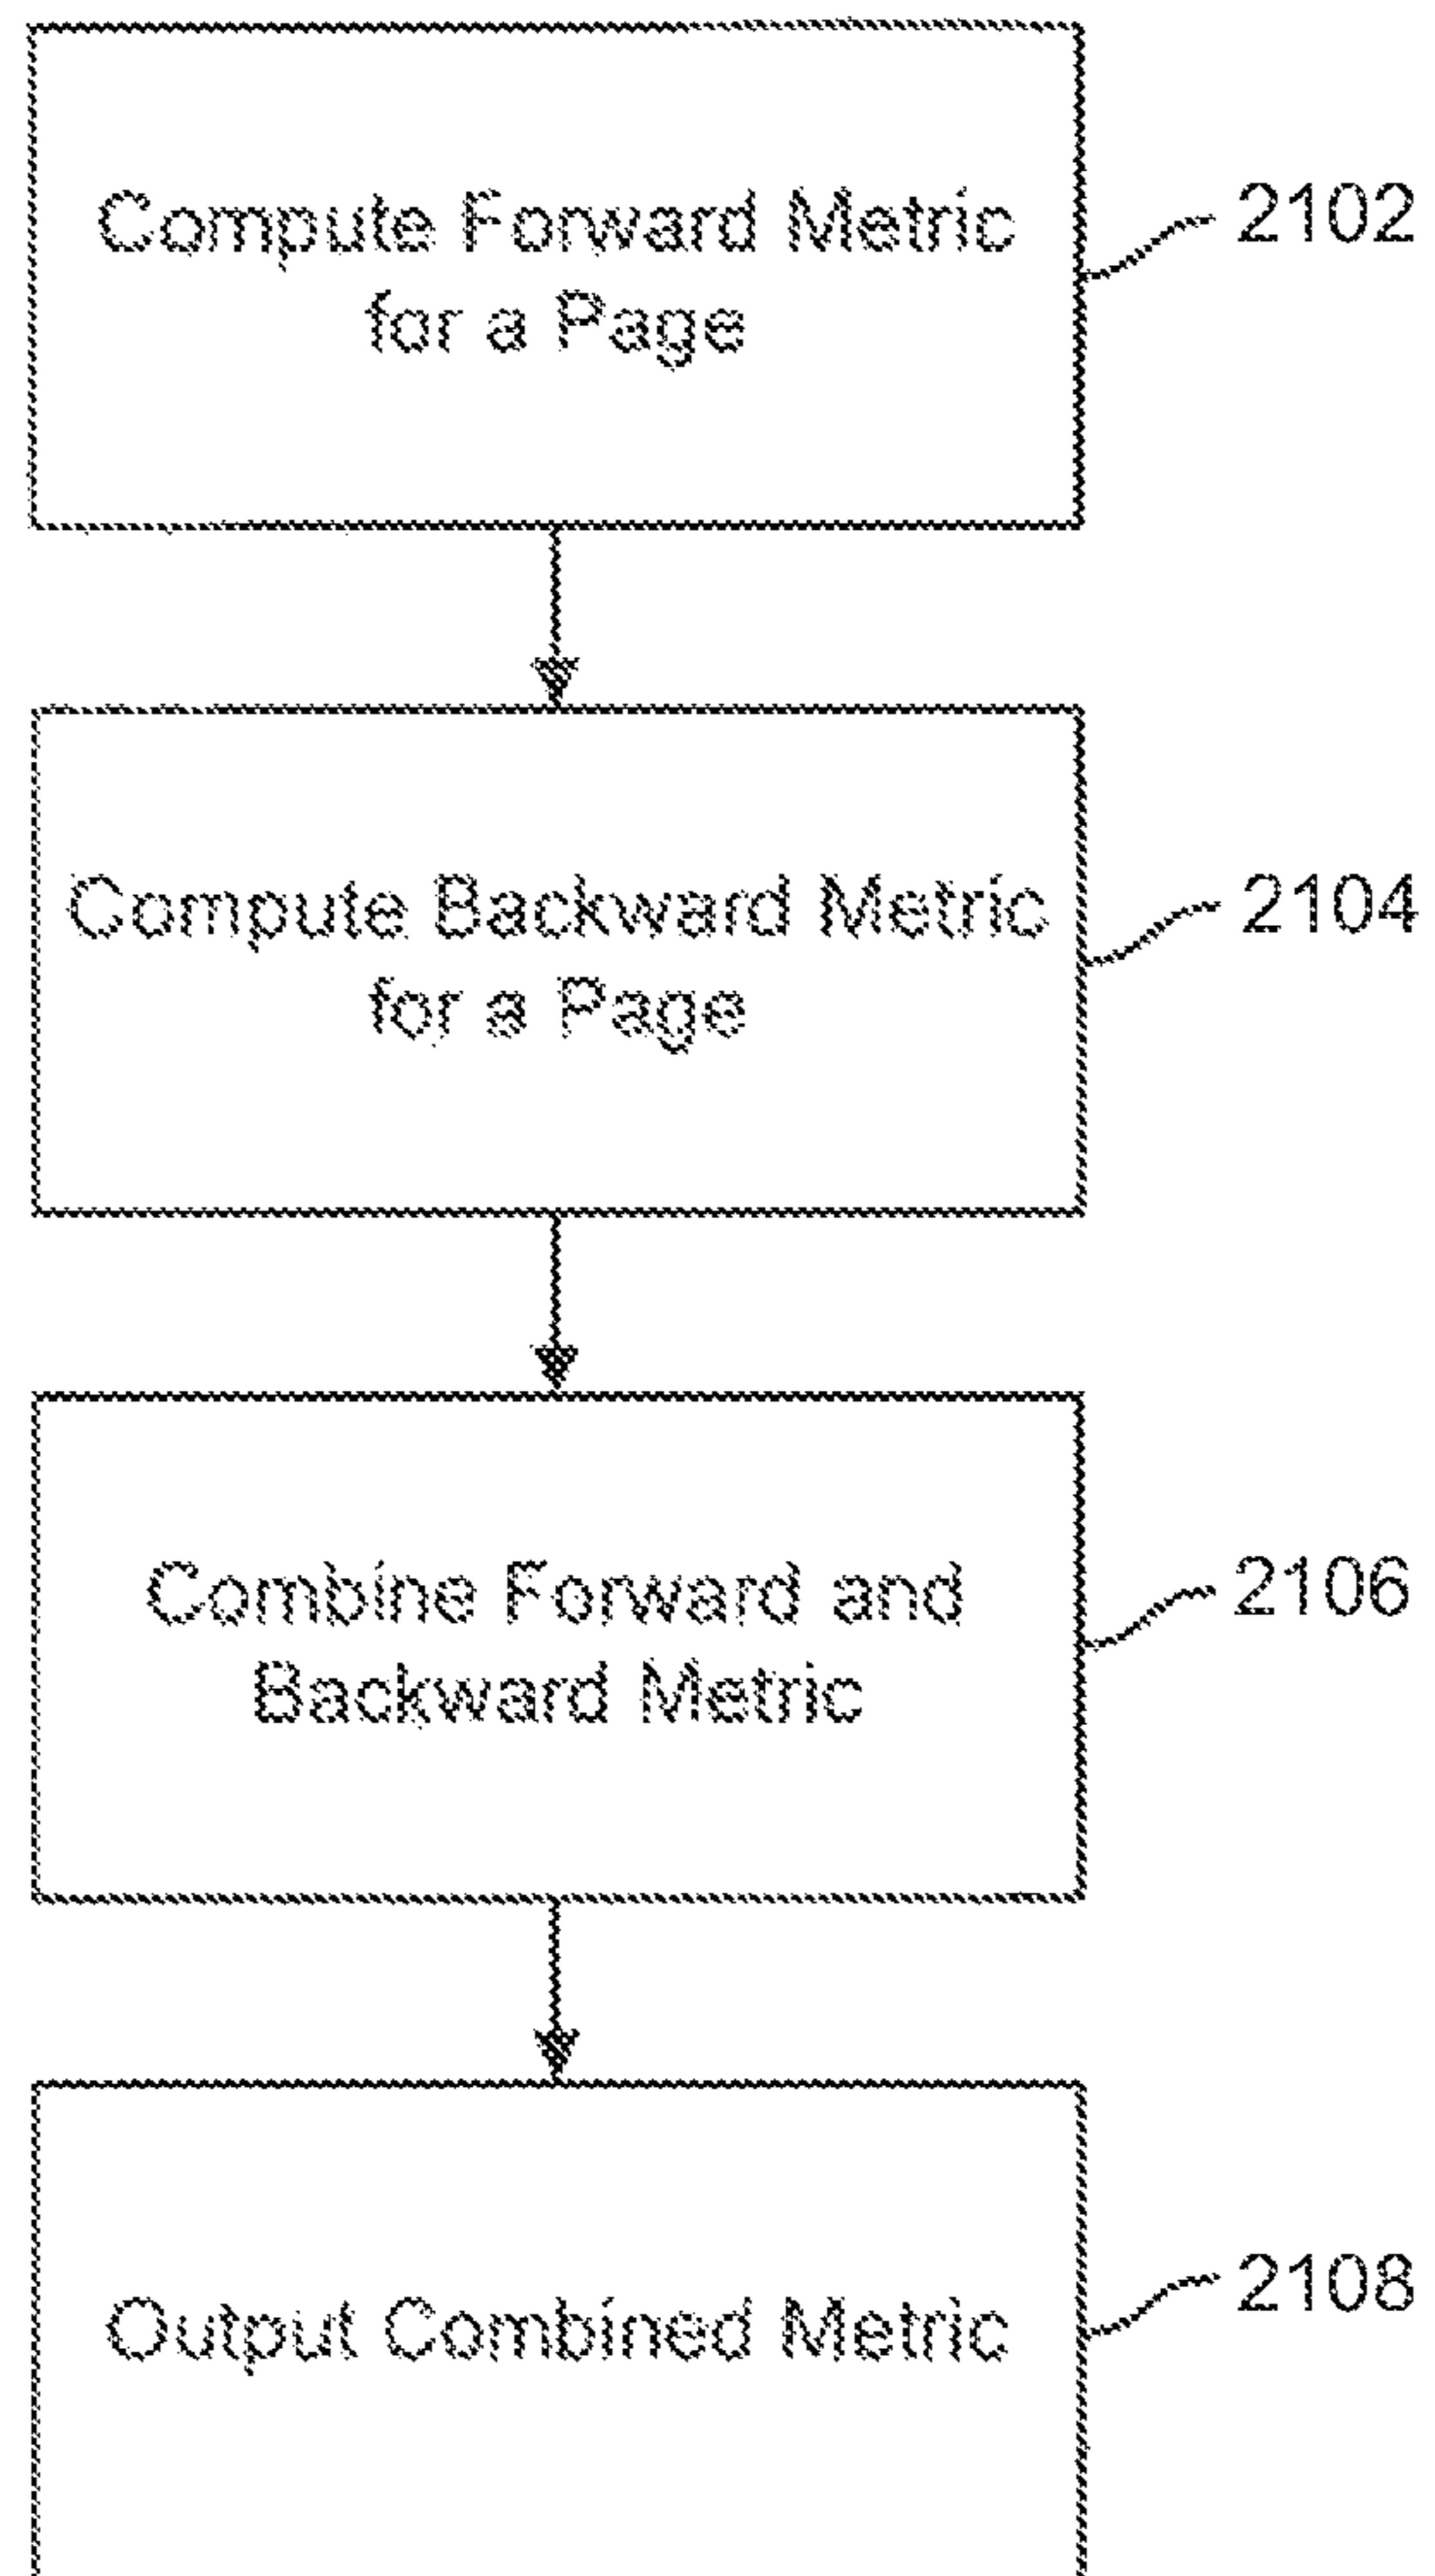 Compute Forward Metric
for a Page
2102
Compute Backward Metric
for a Page
2104
Combine Forward and
Backward Metric
2106
Output Combined Metric
2108